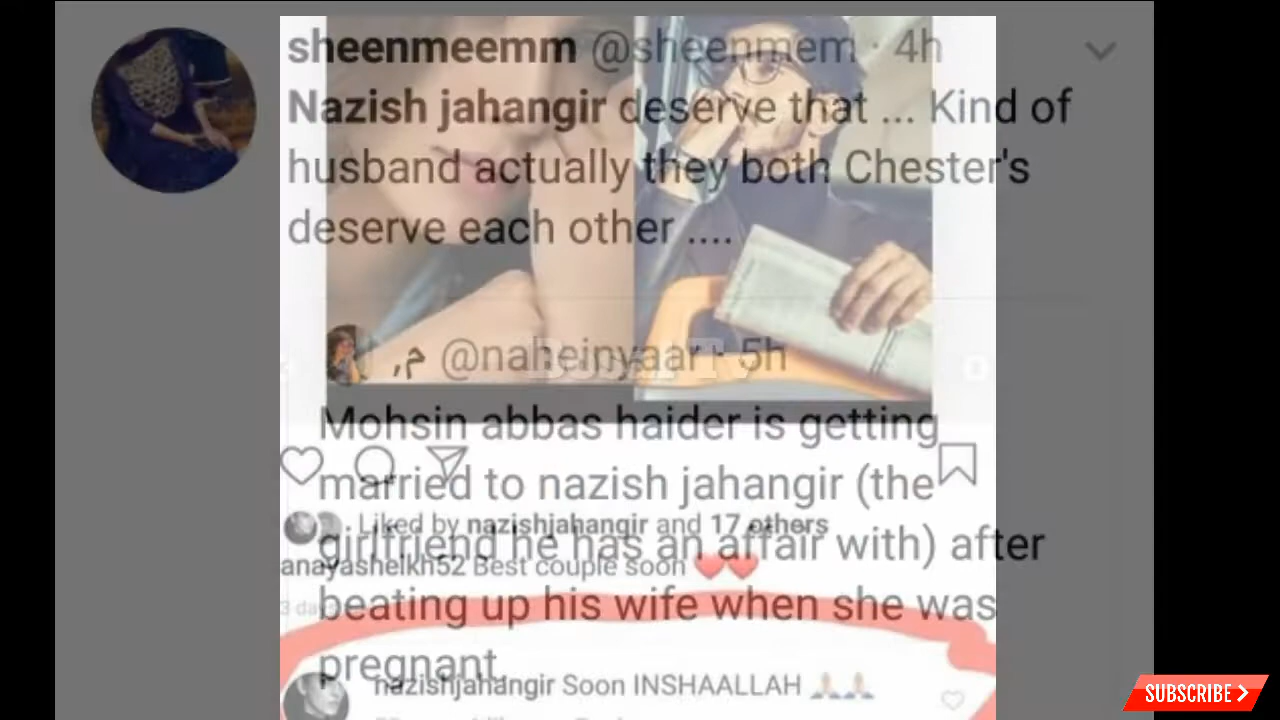 sheenmeemm @sheenmem · 4h
Nazish jahangir deserve that ... Kind of
husband actually they both Chester's
deserve each other ....
م, @naheinyaar · 5h
Mohsin abbas haider is getting
married to nazish jahangir (the
girlfriend he has an affair with) after
beating up his wife when she was
pregnant.
Liked by nazishjahangir and 17 others
anayasheikh52 Best couple soon ❤️❤️
nazishjahangir Soon INSHAALLAH 🙏🙏
SUBSCRIBE